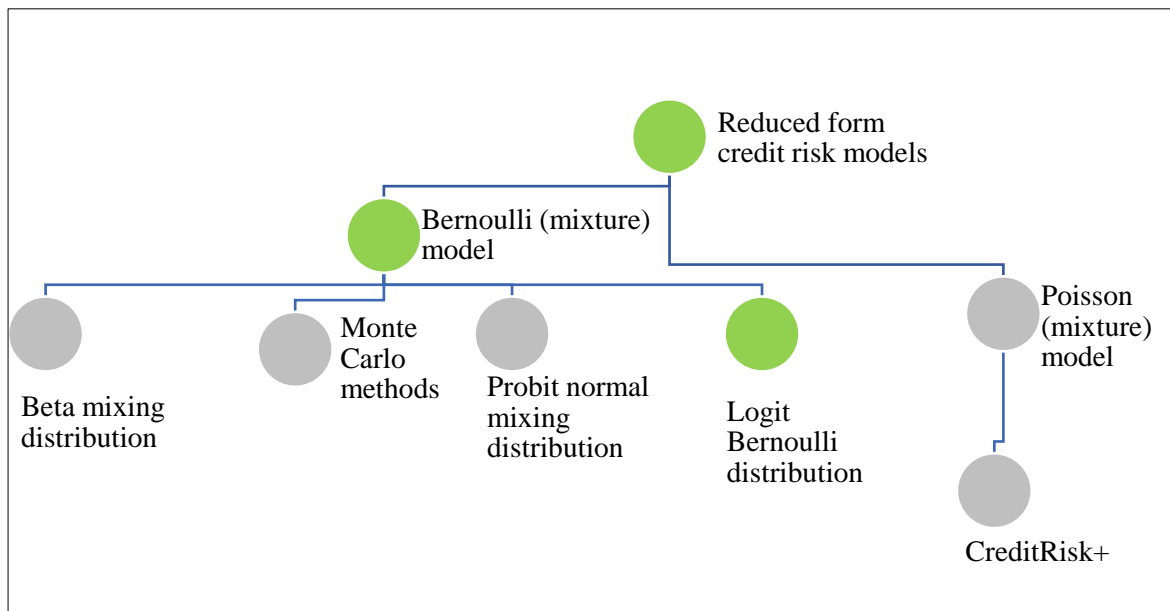 Reduced form
credit risk models
Bernoulli (mixture)
model
Poisson
(mixture)
model
Monte
Carlo
methods
Beta mixing
distribution
Probit normal
mixing
distribution
Logit
Bernoulli
distribution
CreditRisk+